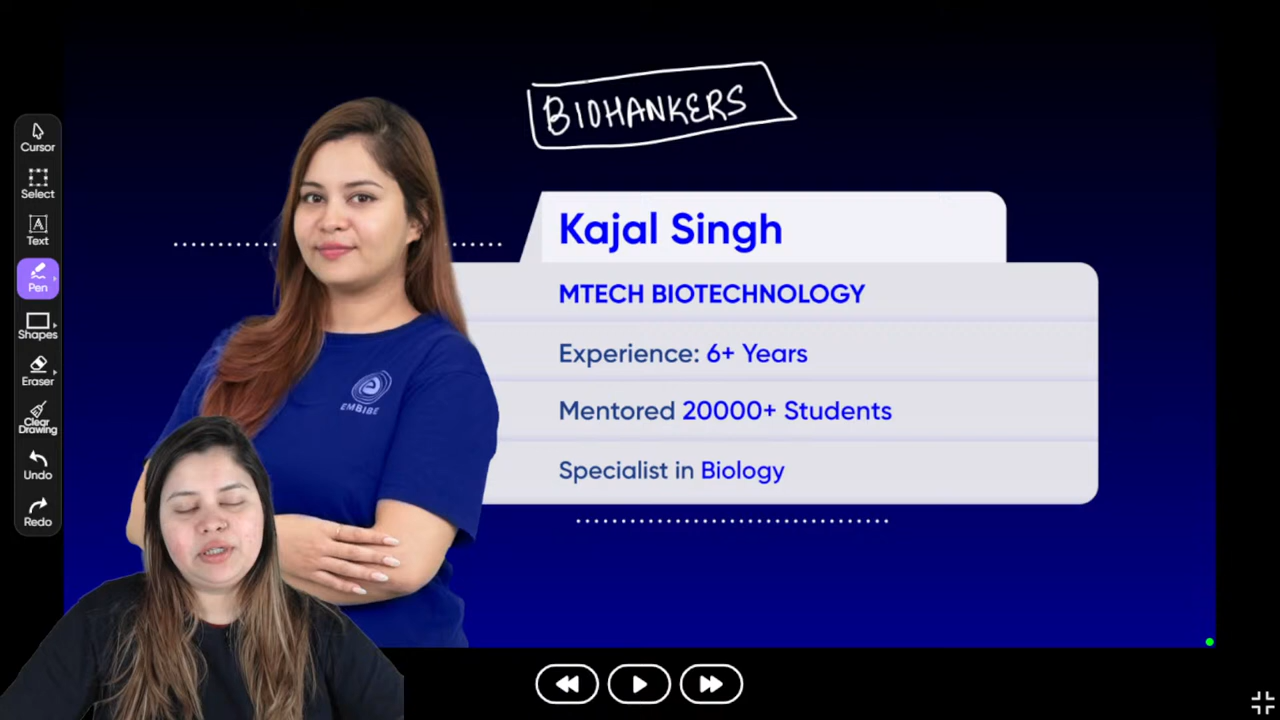 BIOHANKERS
Kajal Singh
MTECH BIOTECHNOLOGY
Experience: 6+ Years
Mentored 20000+ Students
Specialist in Biology
EMBIBE
Cursor
Select
Text
Pen
Shapes
Eraser
Clear
Drawing
Undo
Redo